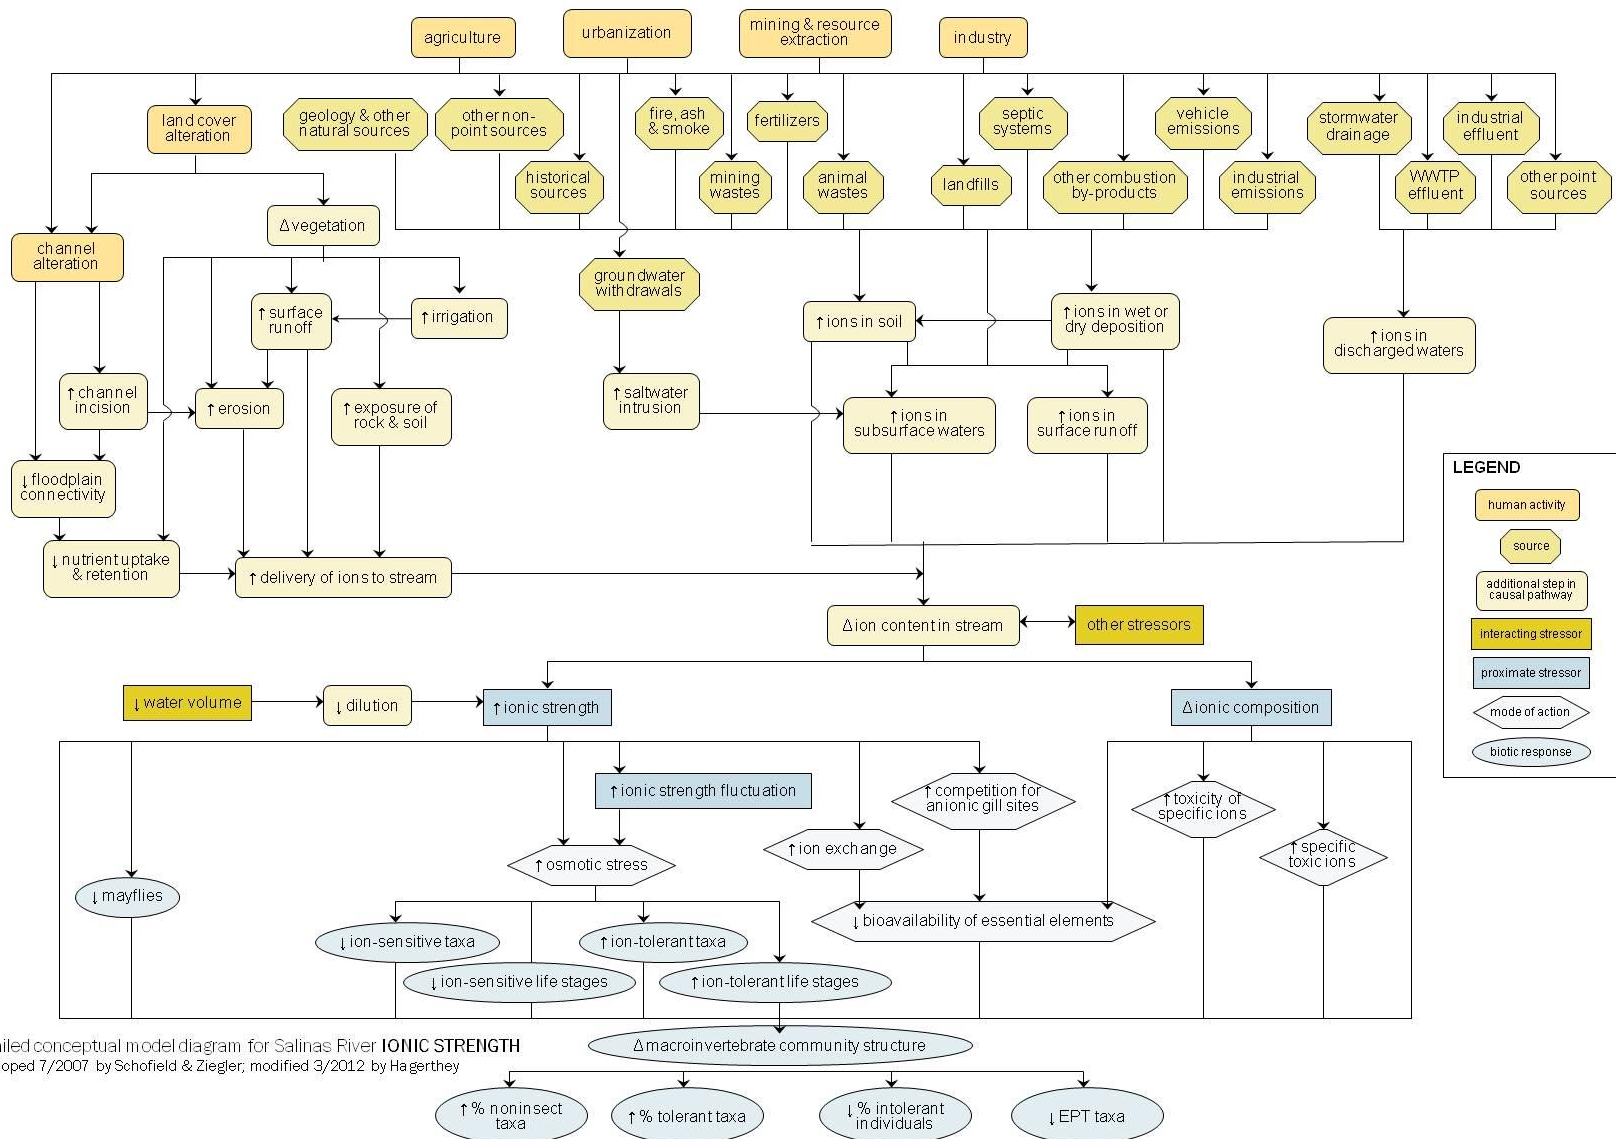 agriculture
urbanization
mining & resource
extraction
industry
land cover
alteration
geology & other
natural sources
other non-
point sources
historical
sources
fire, ash
& smoke
mining
wastes
fertilizers
animal
wastes
landfills
septic
systems
other combustion
by-products
vehicle
emissions
industrial
emissions
stormwater
drainage
WWTP
effluent
industrial
effluent
other point
sources
channel
alteration
Δ vegetation
groundwater
withdrawals
↑ surface
runoff
↑ irrigation
↑ ions in soil
↑ ions in wet or
dry deposition
↑ ions in
discharged waters
↑ channel
incision
↑ erosion
↑ exposure of
rock & soil
↑ saltwater
intrusion
↑ ions in
subsurface waters
↑ ions in
surface runoff
↓ floodplain
connectivity
↓ nutrient uptake
& retention
↑ delivery of ions to stream
Δ ion content in stream
other stressors
LEGEND
human activity
source
additional step in
causal pathway
interacting stressor
proximate stressor
mode of action
biotic response
↓ water volume
↓ dilution
↑ ionic strength
Δ ionic composition
↑ ionic strength fluctuation
↑ competition for
anionic gill sites
↑ toxicity of
specific ions
↑ osmotic stress
↑ ion exchange
↑ specific
toxic ions
↓ mayflies
↓ bioavailability of essential elements
↓ ion-sensitive taxa
↑ ion-tolerant taxa
↓ ion-sensitive life stages
↑ ion-tolerant life stages
Δ macroinvertebrate community structure
iled conceptual model diagram for Salinas River IONIC STRENGTH
oped 7/2007 by Schofield & Ziegler; modified 3/2012 by Hagerthey
↑ % noninsect
taxa
↑ % tolerant taxa
↓ % intolerant
individuals
↓ EPT taxa